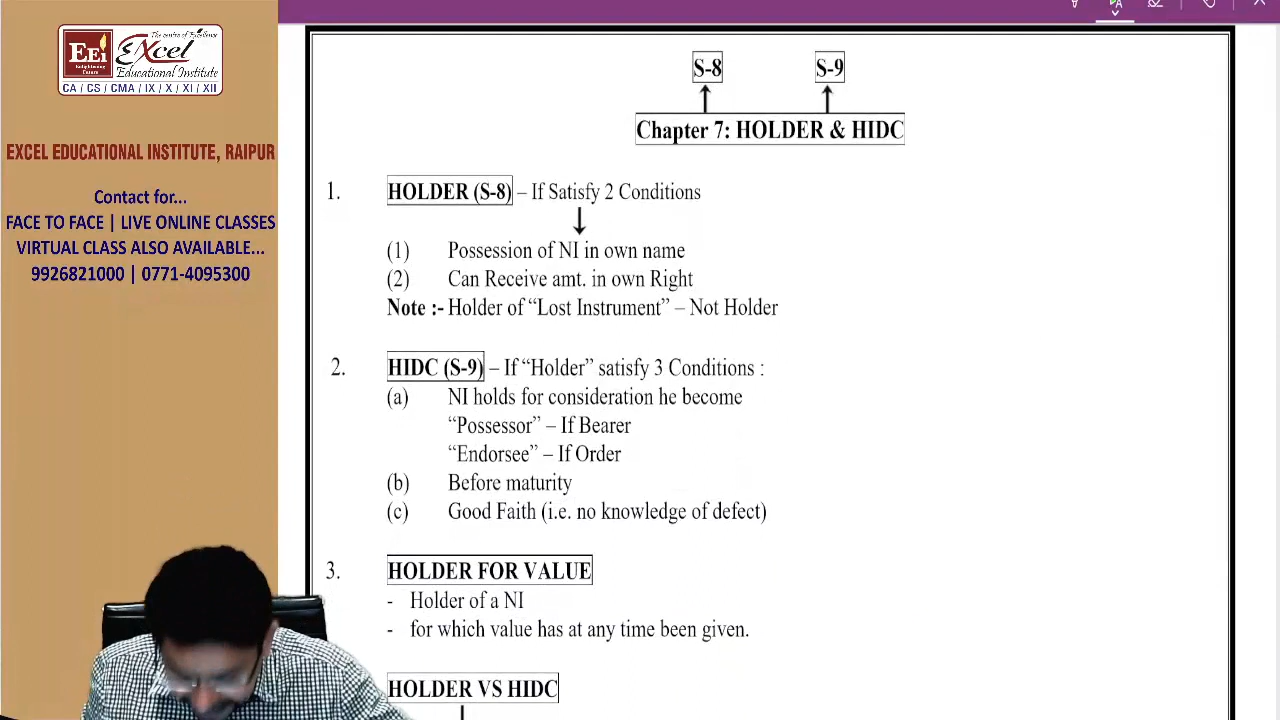 The centre of Excellence
EEi
Excel
Enlightening
Educational Institute
CA / CS / CMA / IX / X / XI / XII
EXCEL EDUCATIONAL INSTITUTE, RAIPUR
Contact for...
FACE TO FACE | LIVE ONLINE CLASSES
VIRTUAL CLASS ALSO AVAILABLE...
9926821000 | 0771-4095300
S-8 S-9
Chapter 7: HOLDER & HIDC
1. HOLDER (S-8) – If Satisfy 2 Conditions
(1) Possession of NI in own name
(2) Can Receive amt. in own Right
Note :- Holder of “Lost Instrument” – Not Holder
2. HIDC (S-9) – If “Holder” satisfy 3 Conditions :
(a) NI holds for consideration he become
“Possessor” – If Bearer
“Endorsee” – If Order
(b) Before maturity
(c) Good Faith (i.e. no knowledge of defect)
3. HOLDER FOR VALUE
- Holder of a NI
- for which value has at any time been given.
HOLDER VS HIDC